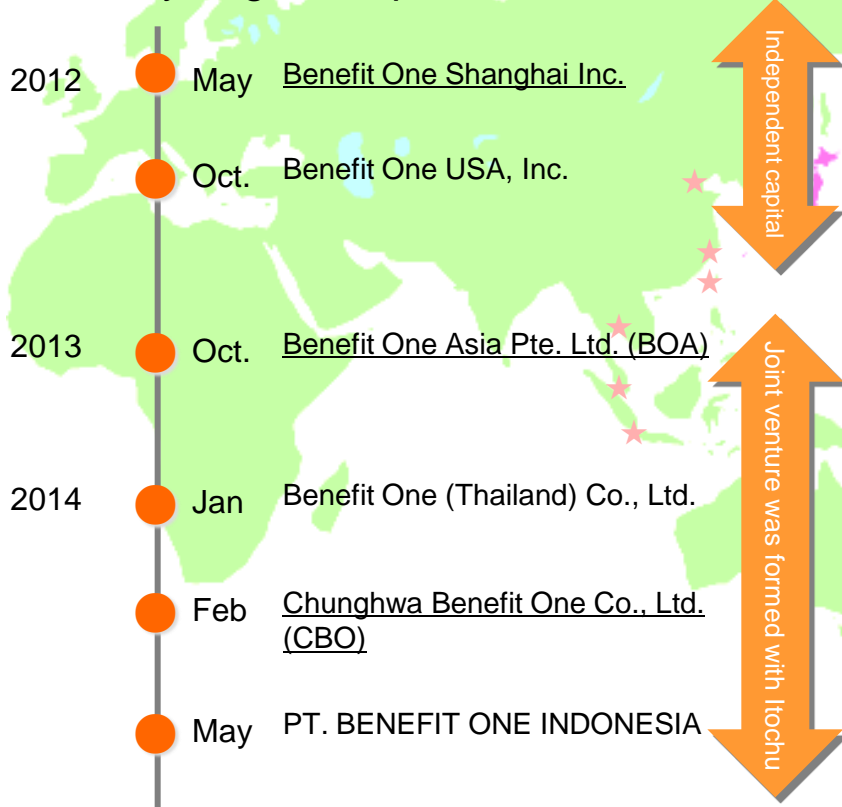 2012
May
Benefit One Shanghai Inc.
Oct.
Benefit One USA, Inc.
Independent capital
2013
Oct.
Benefit One Asia Pte. Ltd. (BOA)
2014
Jan
Benefit One (Thailand) Co., Ltd.
Feb
Chunghwa Benefit One Co., Ltd.
(CBO)
May
PT. BENEFIT ONE INDONESIA
Joint venture was formed with Itochu